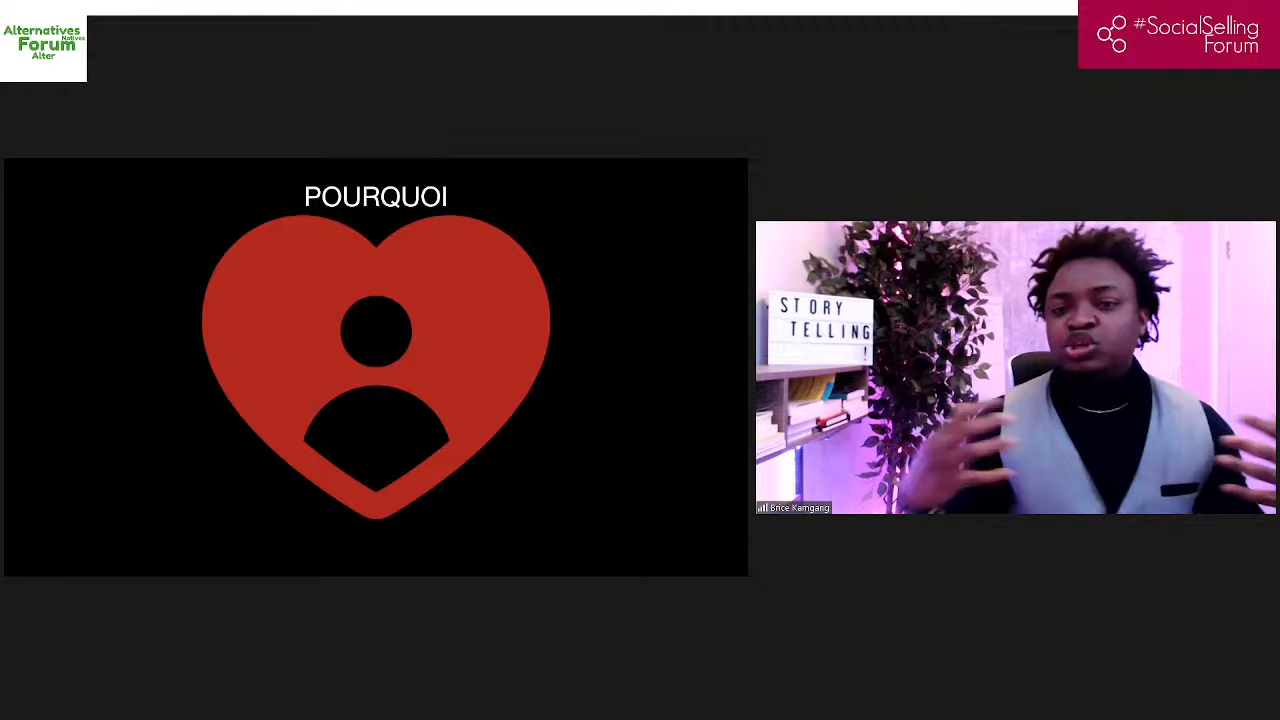 Alternatives
Natives
Forum
Alter
#SocialSelling
Forum
POURQUOI
STORY
TELLING
!
Brice Kamgang